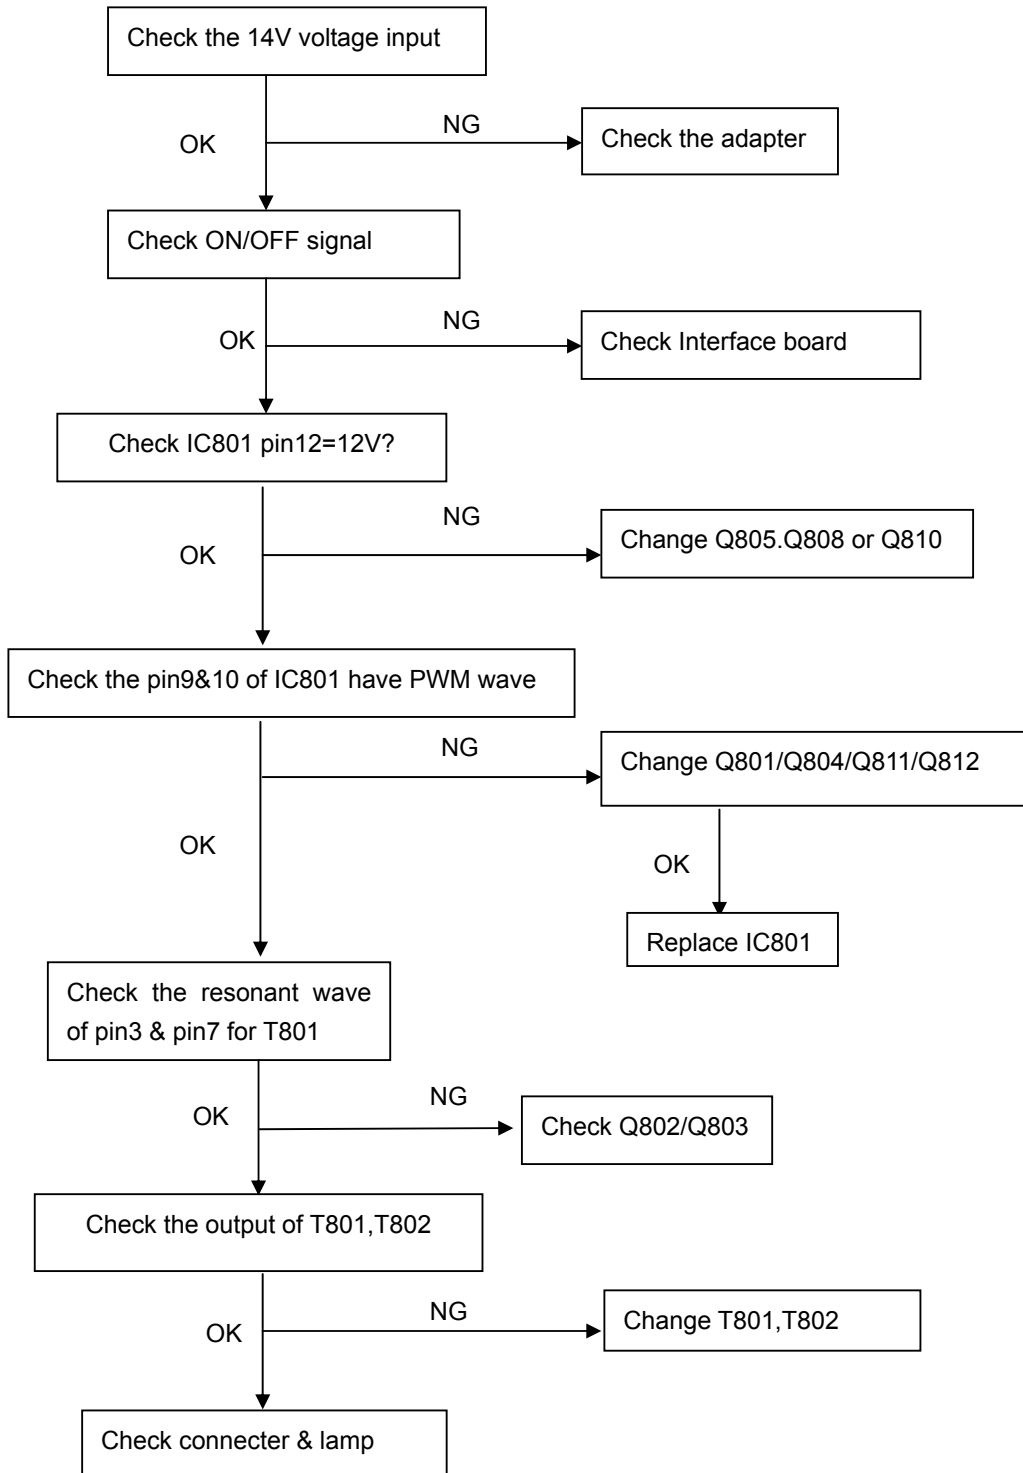 Check the 14V voltage input
NG
OK
Check the adapter
Check ON/OFF signal
NG
OK
Check Interface board
Check IC801 pin12=12V?
NG
OK
Change Q805.Q808 or Q810
Check the pin9&10 of IC801 have PWM wave
NG
Change Q801/Q804/Q811/Q812
OK
OK
Replace IC801
Check the resonant wave
of pin3 & pin7 for T801
NG
OK
Check Q802/Q803
Check the output of T801,T802
NG
OK
Change T801,T802
Check connecter & lamp